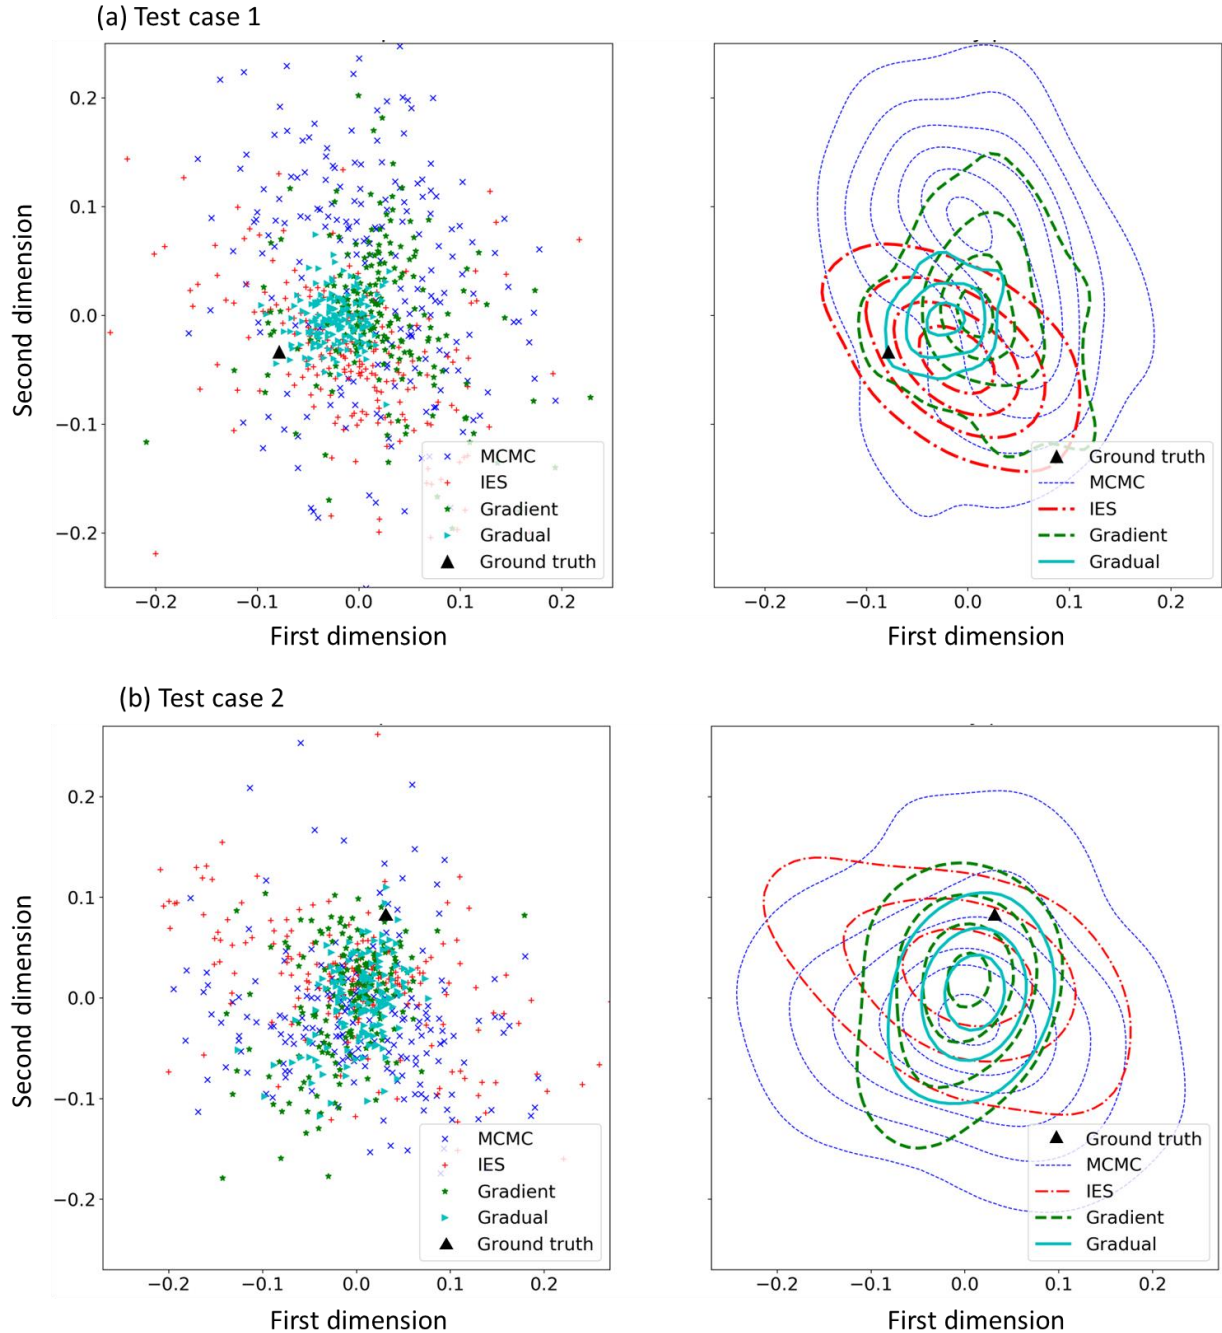 (a) Test case 1
Second dimension
0.2
0.1
0.0
−0.1
−0.2
MCMC
IES
Gradient
Gradual
Ground truth
−0.2 −0.1 0.0 0.1 0.2
First dimension
Ground truth
MCMC
IES
Gradient
Gradual
−0.2 −0.1 0.0 0.1 0.2
First dimension
(b) Test case 2
Second dimension
0.2
0.1
0.0
−0.1
−0.2
MCMC
IES
Gradient
Gradual
Ground truth
−0.2 −0.1 0.0 0.1 0.2
First dimension
Ground truth
MCMC
IES
Gradient
Gradual
−0.2 −0.1 0.0 0.1 0.2
First dimension